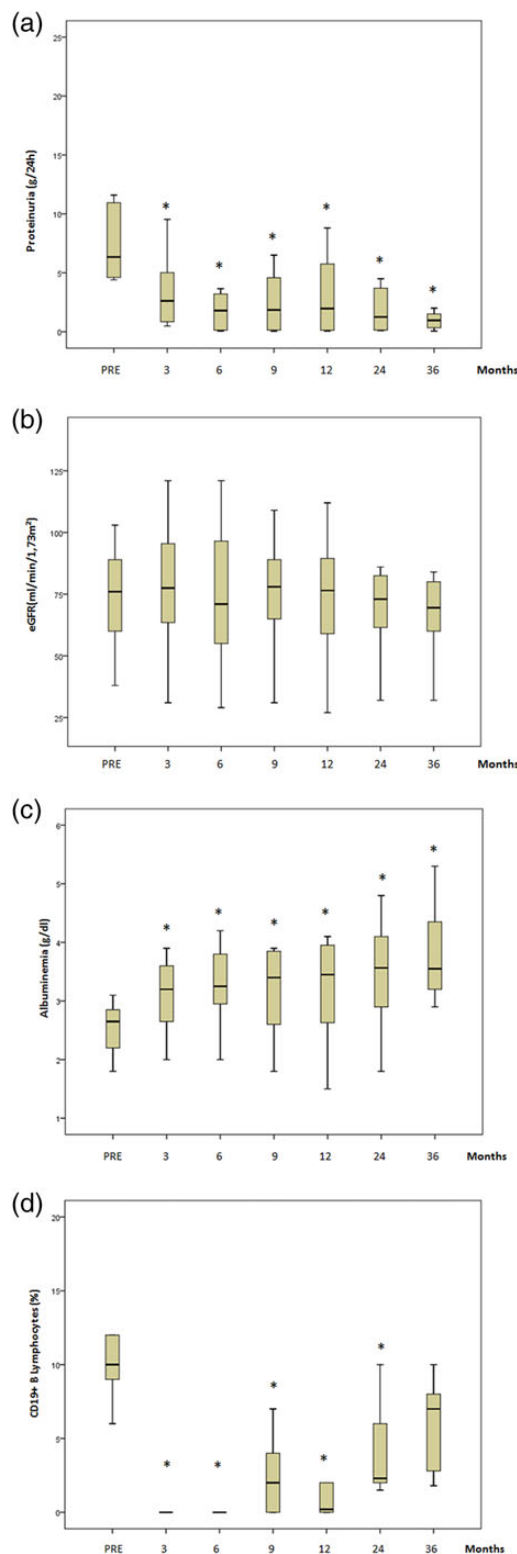 (a)
Proteinuria (g/24h)
25
20
15
10
5
0
* * * * * *
PRE 3 6 9 12 24 36 Months
(b)
eGFR(ml/min/1,73m²)
125
100
75
50
25
PRE 3 6 9 12 24 36 Months
(c)
Albuminemia (g/dl)
6
5
4
3
2
1
* * * * * *
PRE 3 6 9 12 24 36 Months
(d)
CD19+ B Lymphocytes (%)
20
15
10
5
0
* * * * *
PRE 3 6 9 12 24 36 Months